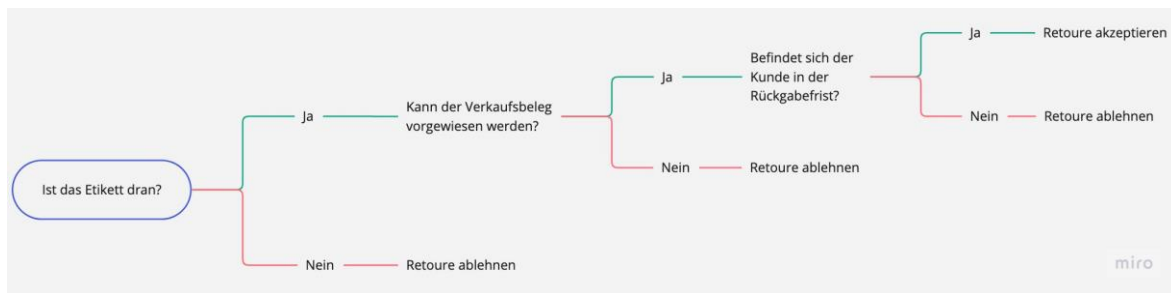 Ist das Etikett dran?
Ja
Kann der Verkaufsbeleg
vorgewiesen werden?
Ja
Befindet sich der
Kunde in der
Rückgabefrist?
Ja
Retoure akzeptieren
Nein
Retoure ablehnen
Nein
Retoure ablehnen
Nein
Retoure ablehnen
miro